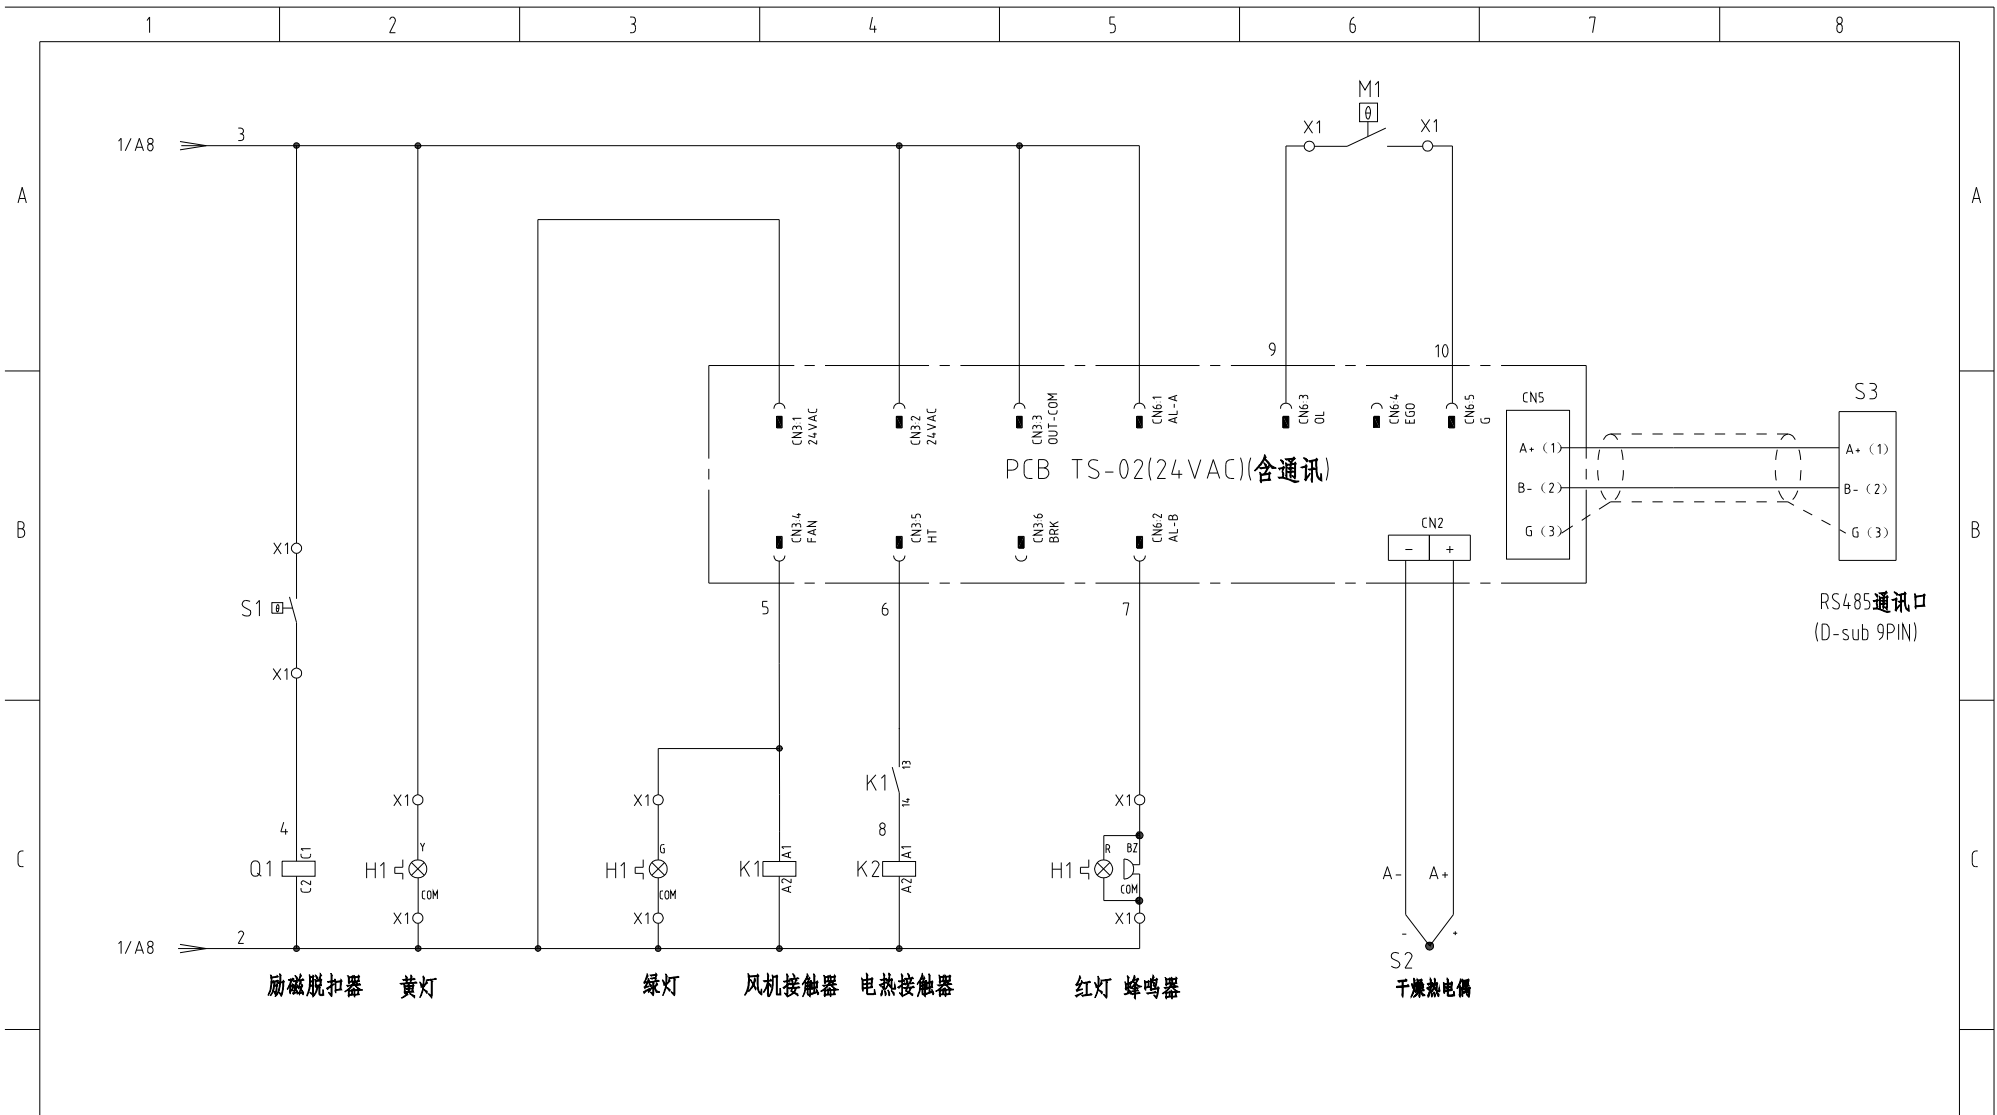 1 2 3 4 5 6 7 8
M1
θ
X1 X1
1/A8 3
A A
9 10
CN3:1
24VAC
CN3:2
24VAC
CN3:3
OUT-COM
CN6:1
AL-A
CN6:3
OL
CN6:4
EGO
CN6:5
G
CN5
S3
A+ (1) A+ (1)
PCB TS-02(24VAC)(含通讯)
B- (2) B- (2)
CN3:4
FAN
CN3:5
HT
CN3:6
BRK
CN6:2
AL-B
CN2
- +
G (3) G (3)
B B
X1
S1 θ
5 6 7
RS485通讯口
(D-sub 9PIN)
X1
K1 13
14
X1 X1 X1
4 8
C C
Q1 C1
C2
H1 Y
COM
H1 G
COM
K1 A1
A2
K2 A1
A2
H1 R BZ
COM
A- A+
X1 X1 X1
- +
1/A8 2
S2
励磁脱扣器 黄灯 绿灯 风机接触器 电热接触器 红灯 蜂鸣器 干燥热电偶